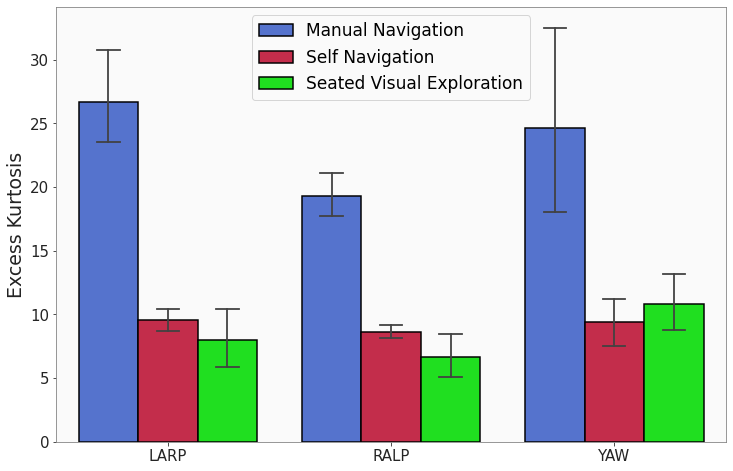 Manual Navigation
Self Navigation
Seated Visual Exploration
Excess Kurtosis
30
25
20
15
10
5
0
LARP RALP YAW